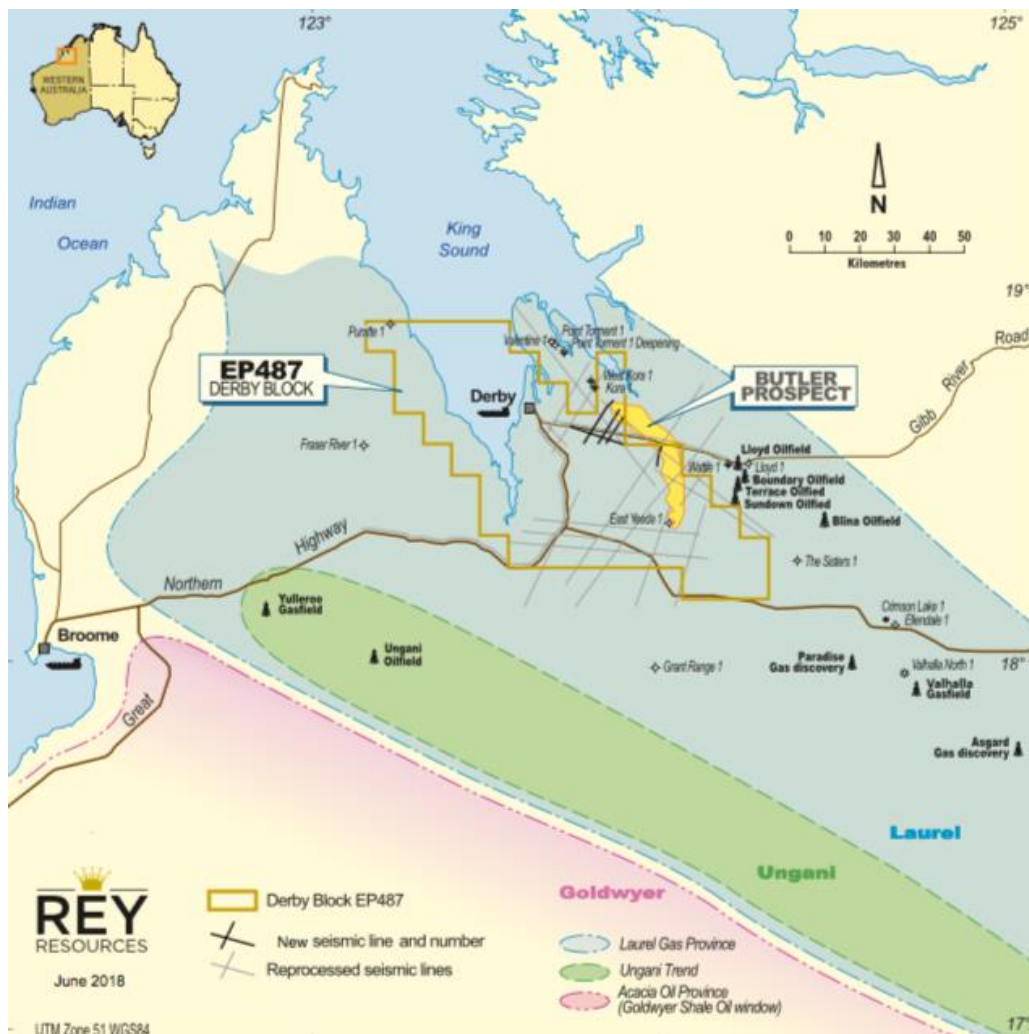 123°
125°
WESTERN
AUSTRALIA
Indian
Ocean
King
Sound
N
0 10 20 30 40 50
Kilometres
19°
Road
River
Gibb
Puratte 1
EP487
DERBY BLOCK
Valentine 1
Point Torment 1
Point Torment 1 Deepening
West Kora 1
Kora
BUTLER
PROSPECT
Derby
Fraser River 1
Wattle 1
Lloyd Oilfield
Lloyd 1
Boundary Oilfield
Terrace Oilfied
Sundown Oilfied
Blina Oilfield
East Yeeda 1
The Sisters 1
Highway
Northern
Great
Yulleroo
Gasfield
Broome
Ungani
Oilfield
Crimson Lake 1
Ellendale 1
Grant Range 1
Paradise
Gas discovery
Valhalla North 1
18°
Valhalla
Gasfield
Asgard
Gas discovery
Laurel
Ungani
Goldwyer
REY
RESOURCES
June 2018
Derby Block EP487
New seismic line and number
Reprocessed seismic lines
Laurel Gas Province
Ungani Trend
Acacia Oil Province
(Goldwyer Shale Oil window)
UTM Zone 51 WGS84
17°